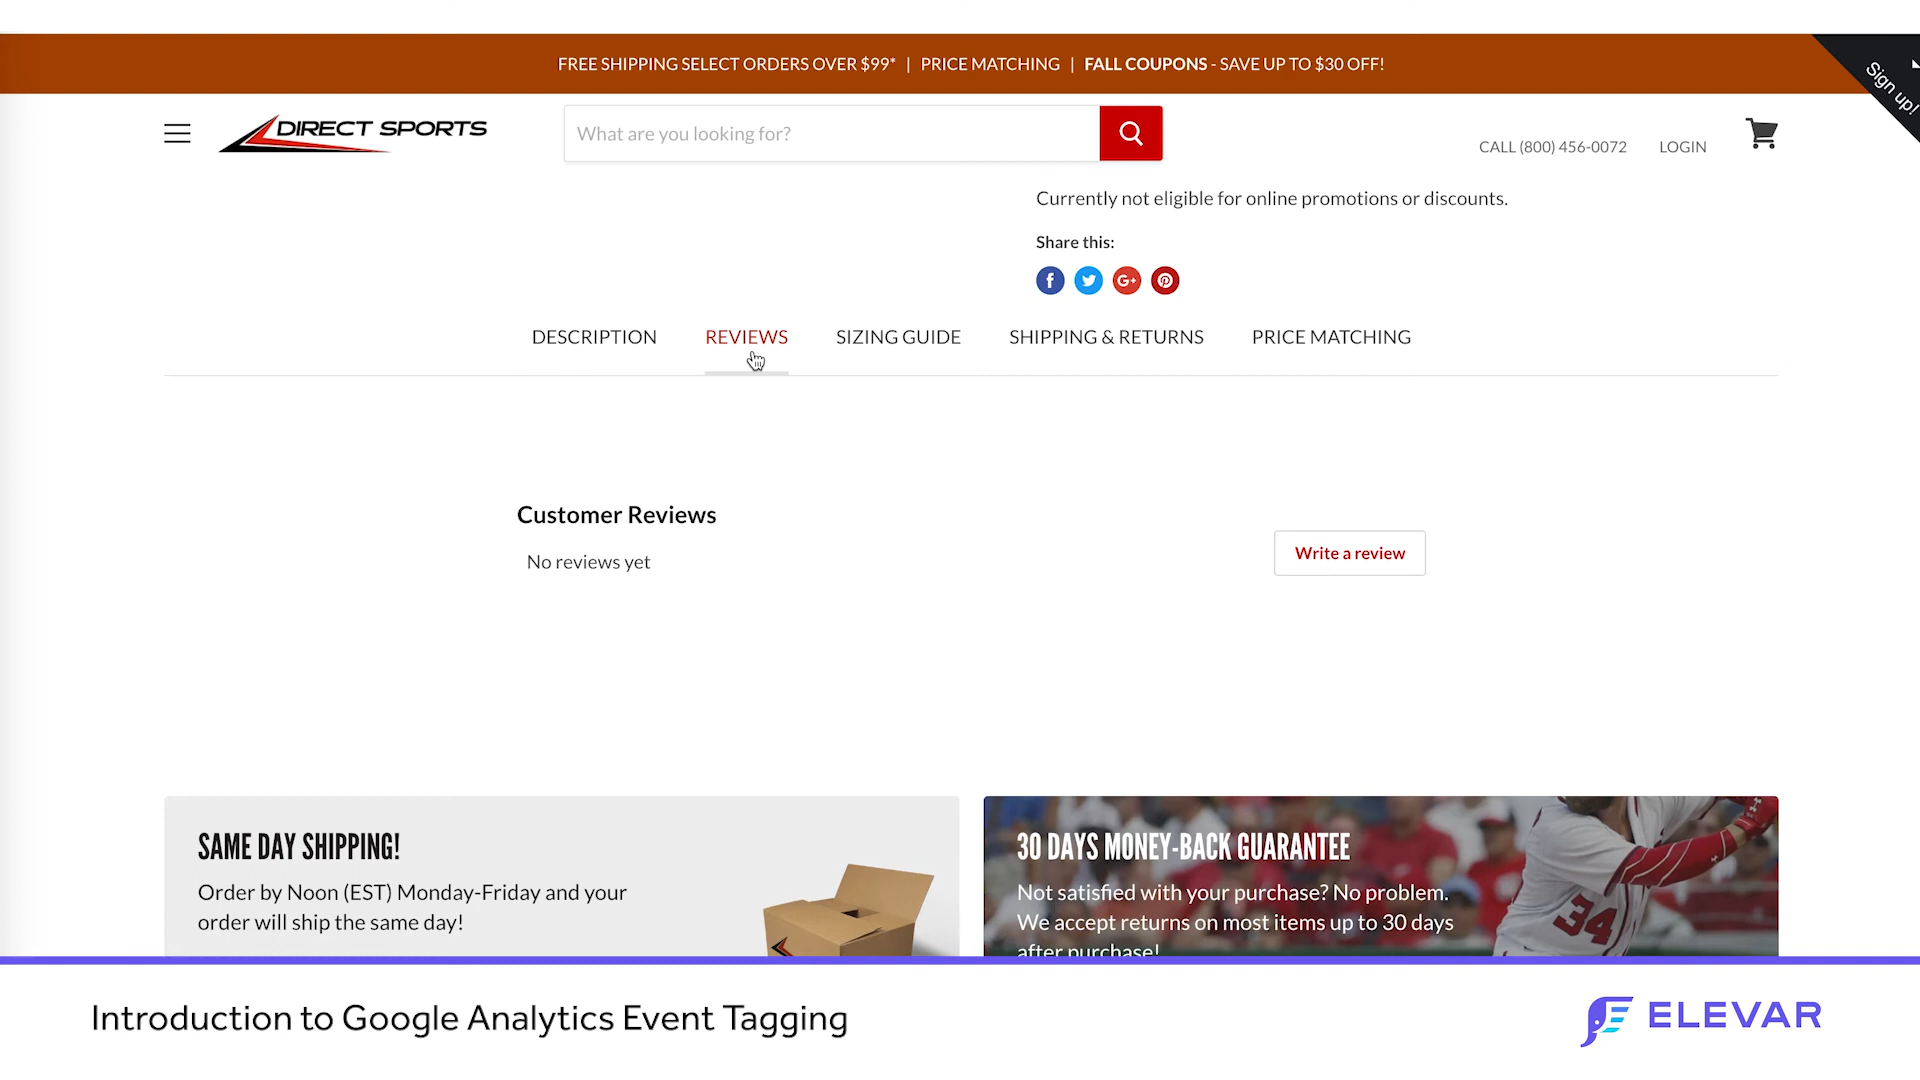 FREE SHIPPING SELECT ORDERS OVER $99* | PRICE MATCHING | FALL COUPONS - SAVE UP TO $30 OFF!
Sign up!
DIRECT SPORTS
What are you looking for?
CALL (800) 456-0072
LOGIN
Currently not eligible for online promotions or discounts.
Share this:
DESCRIPTION
REVIEWS
SIZING GUIDE
SHIPPING & RETURNS
PRICE MATCHING
Customer Reviews
No reviews yet
Write a review
SAME DAY SHIPPING!
Order by Noon (EST) Monday-Friday and your
order will ship the same day!
30 DAYS MONEY-BACK GUARANTEE
Not satisfied with your purchase? No problem.
We accept returns on most items up to 30 days
after purchase!
34
Introduction to Google Analytics Event Tagging
ELEVAR